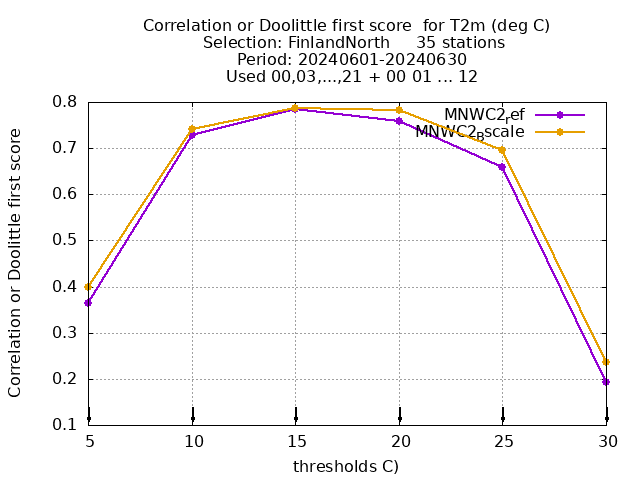 Correlation or Doolittle first score  for T2m (deg C)
Selection: FinlandNorth     35 stations
Period: 20240601-20240630
Used 00,03,...,21 + 00 01 ... 12
MNWC2ref
MNWC2Bscale
Correlation or Doolittle first score
0.8
0.7
0.6
0.5
0.4
0.3
0.2
0.1
5 10 15 20 25 30
thresholds C)